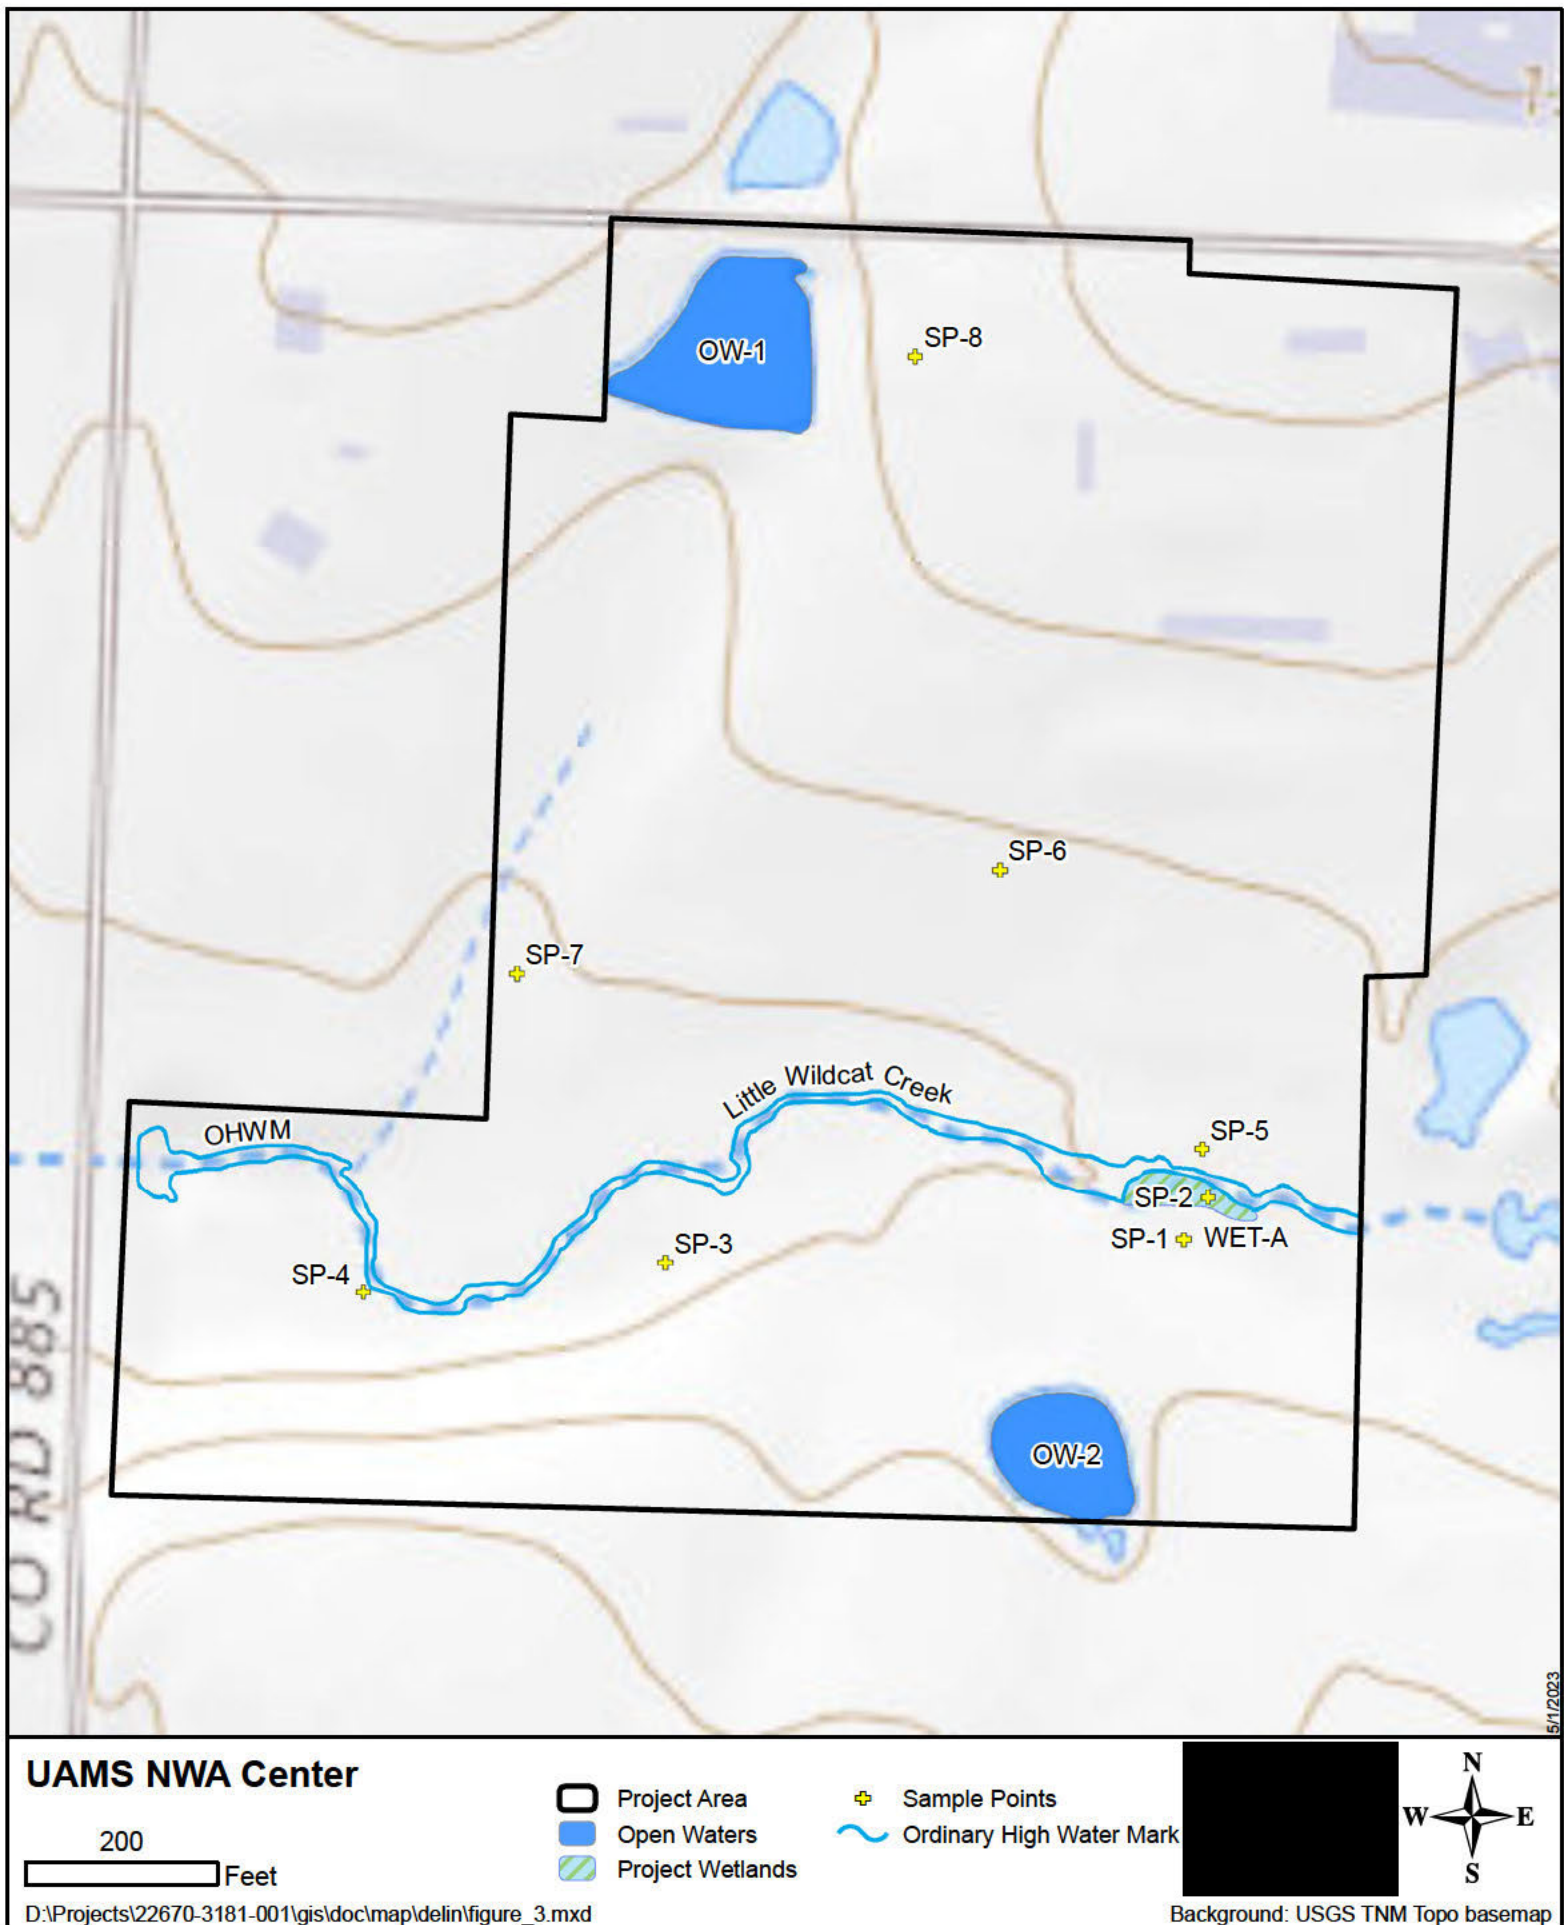 OW-1
SP-8
SP-6
SP-7
Little Wildcat Creek
OHWM
SP-5
SP-2
SP-1
WET-A
SP-3
SP-4
CO RD 885
OW-2
5/1/2023
UAMS NWA Center
200
Feet
Project Area
Open Waters
Project Wetlands
Sample Points
Ordinary High Water Mark
N
W
E
S
D:\Projects\22670-3181-001\gis\doc\map\delin\figure_3.mxd
Background: USGS TNM Topo basemap